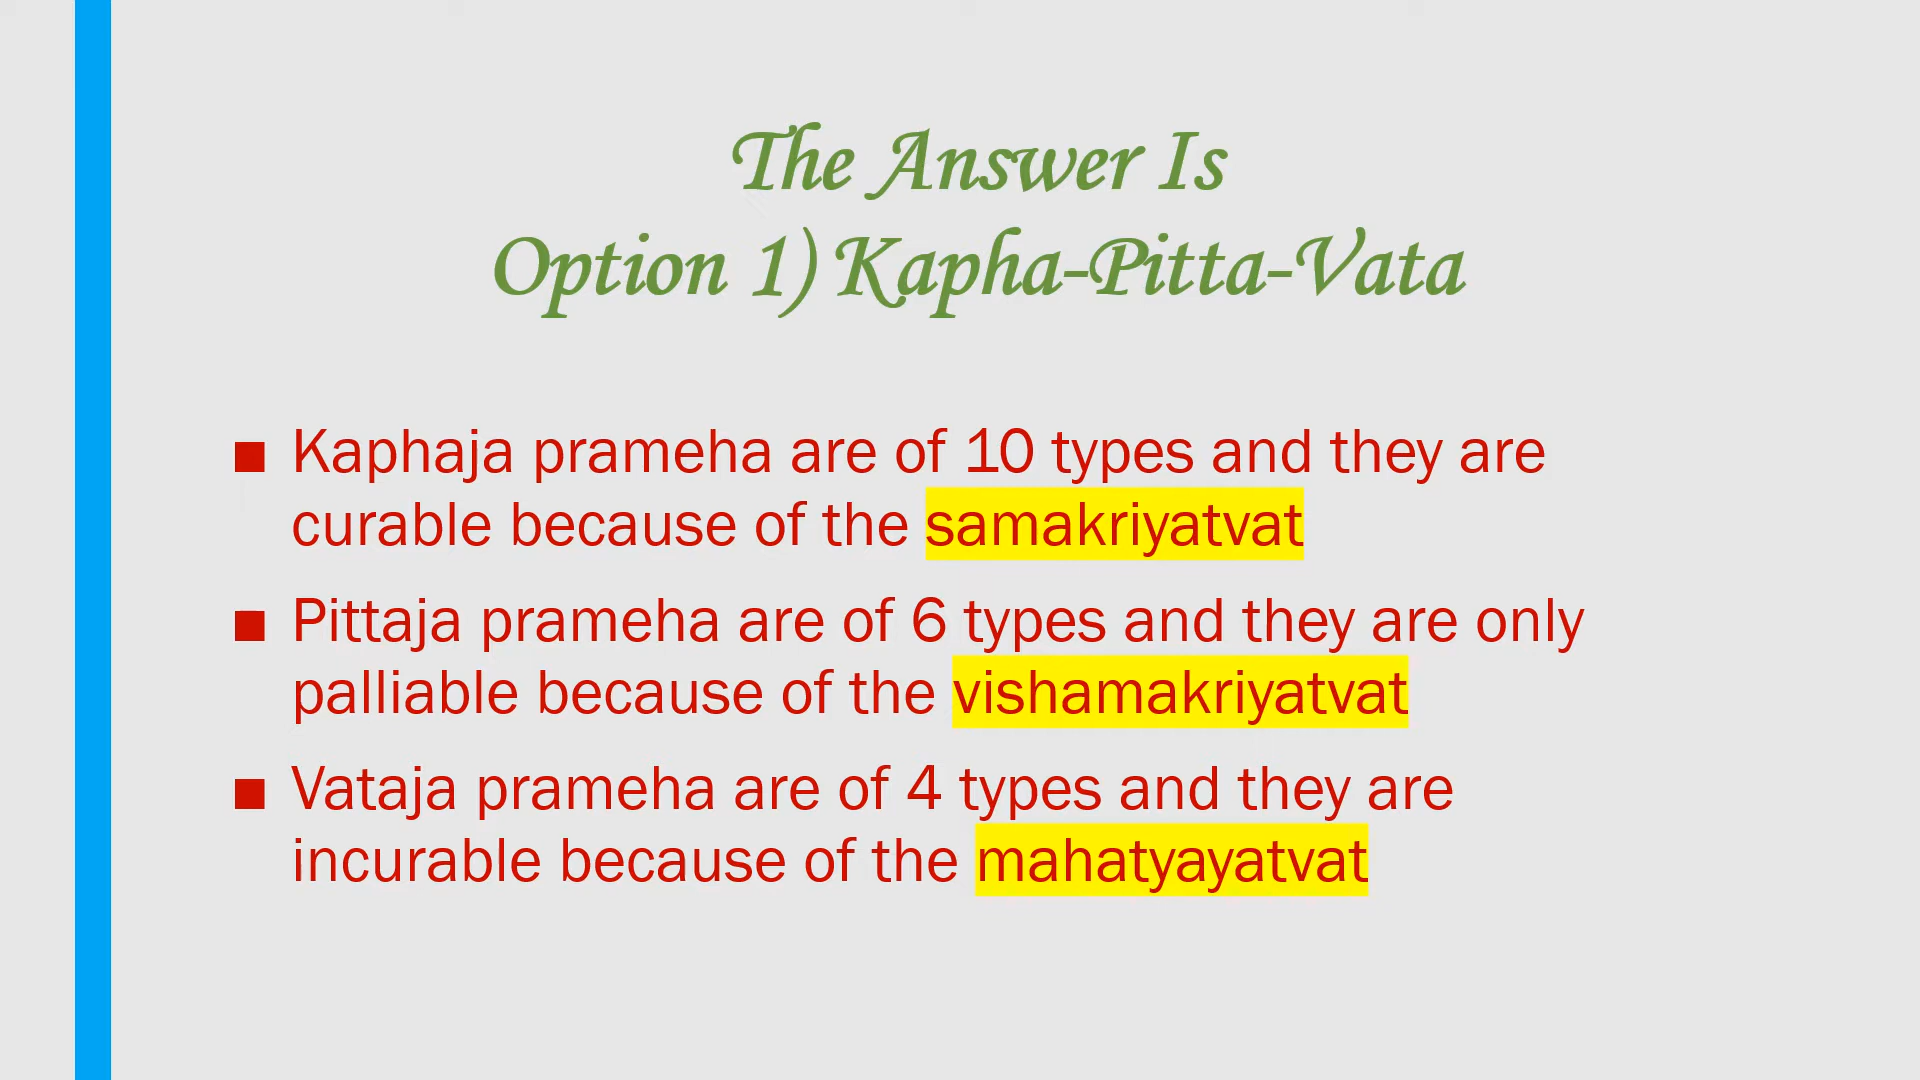 The Answer Is
Option 1) Kapha-Pitta-Vata
■ Kaphaja prameha are of 10 types and they are
curable because of the samakriyatvat
■ Pittaja prameha are of 6 types and they are only
palliable because of the vishamakriyatvat
■ Vataja prameha are of 4 types and they are
incurable because of the mahatyayatvat